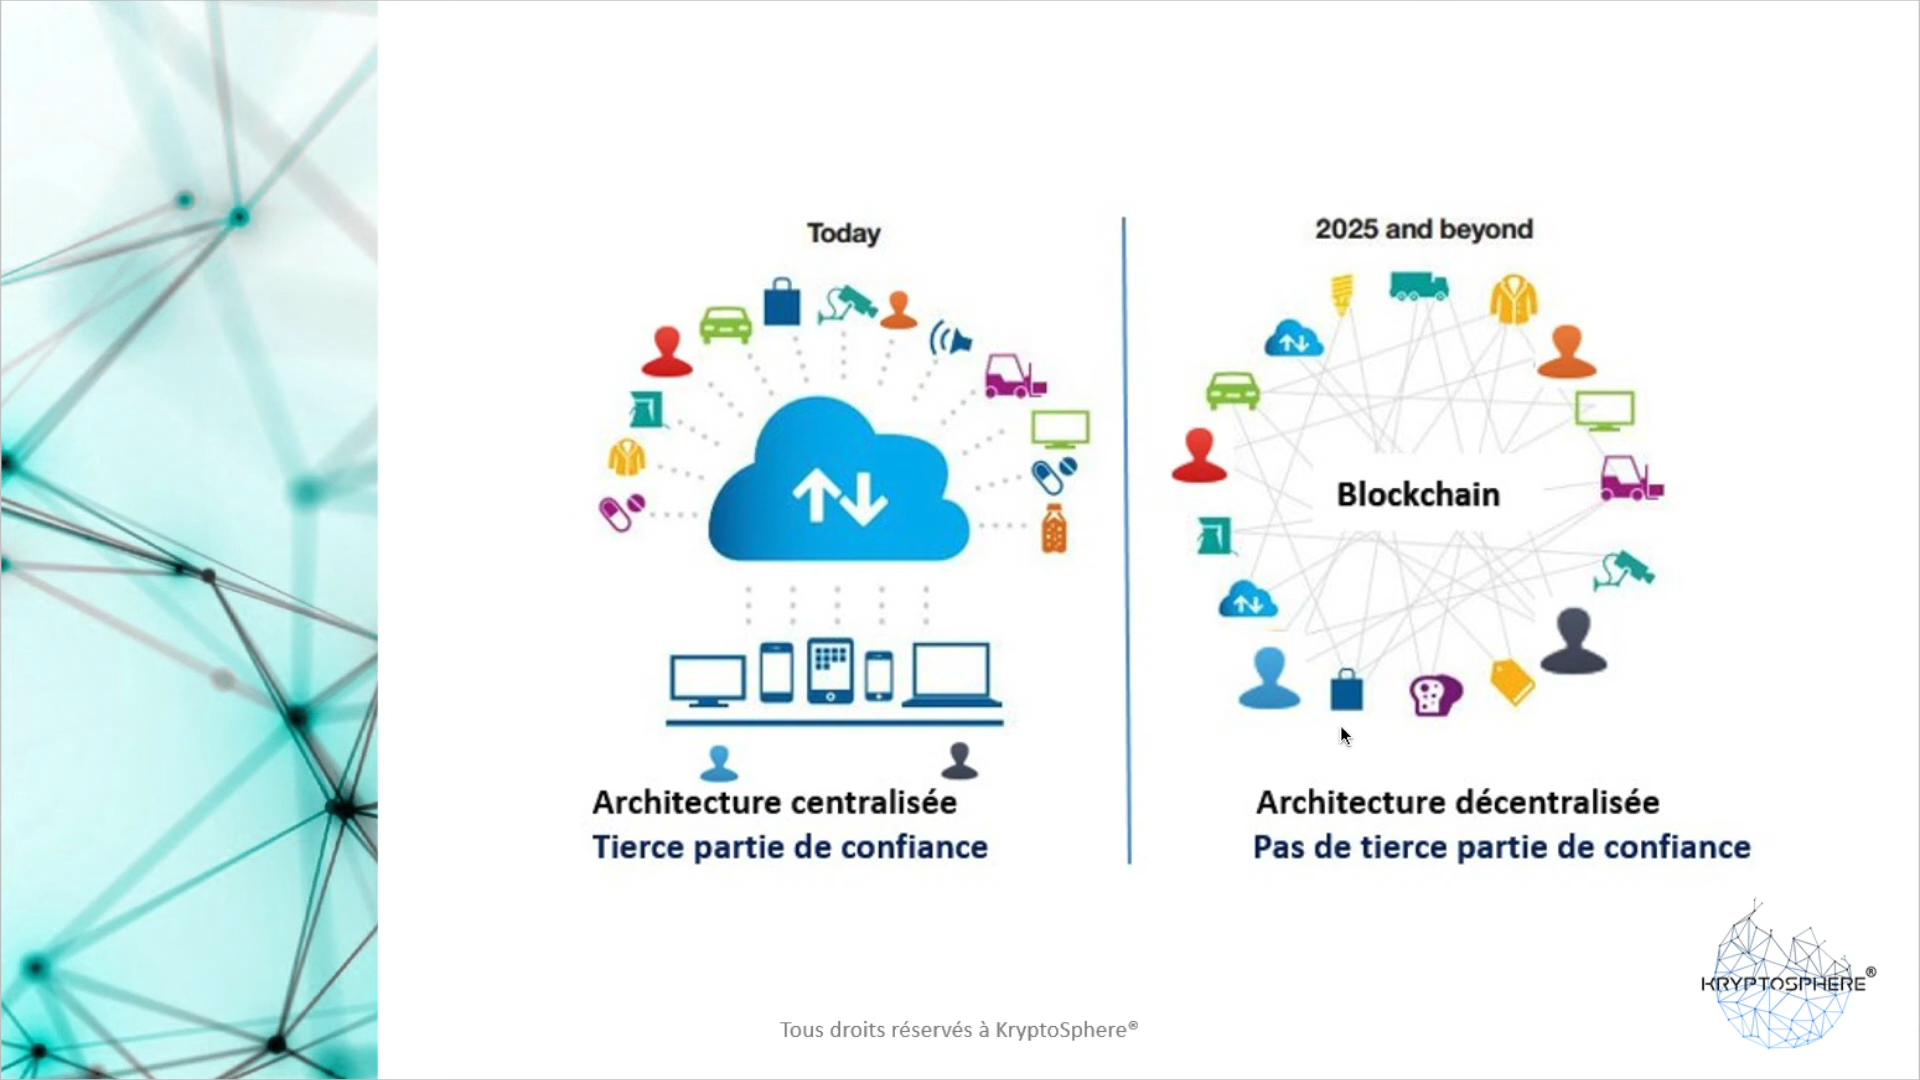 Today
2025 and beyond
Blockchain
Architecture centralisée
Tierce partie de confiance
Architecture décentralisée
Pas de tierce partie de confiance
KRYPTOSPHERE®
Tous droits réservés à KryptoSphere®